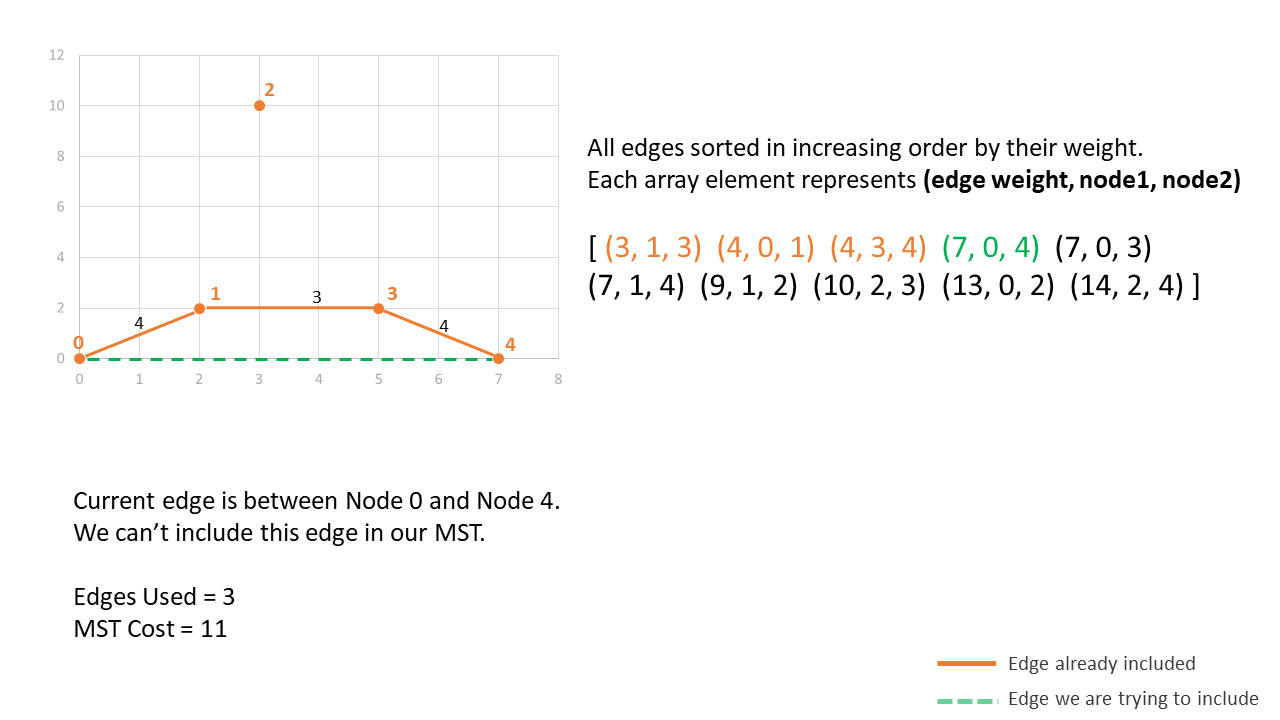 12
10
8
6
4
2
0
0 1 2 3 4 5 6 7 8
2
1
3
3
4
4
0
4
All edges sorted in increasing order by their weight.
Each array element represents (edge weight, node1, node2)
[ (3, 1, 3) (4, 0, 1) (4, 3, 4) (7, 0, 4) (7, 0, 3)
(7, 1, 4) (9, 1, 2) (10, 2, 3) (13, 0, 2) (14, 2, 4) ]
Current edge is between Node 0 and Node 4.
We can’t include this edge in our MST.
Edges Used = 3
MST Cost = 11
Edge already included
Edge we are trying to include